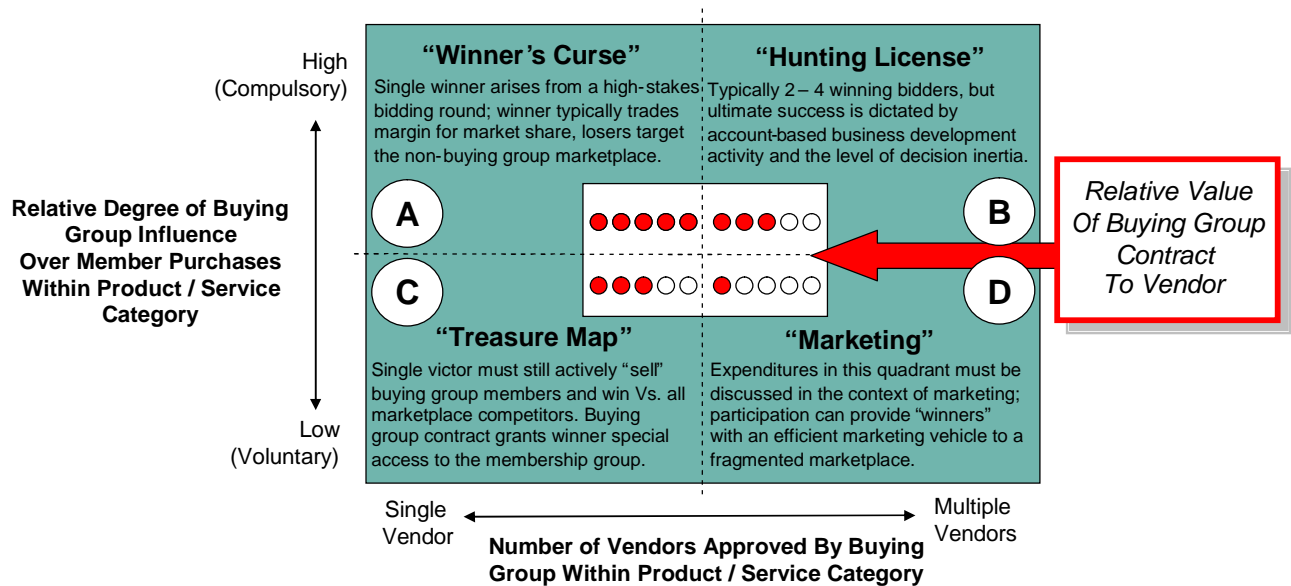 “Winner’s Curse”
Single winner arises from a high-stakes
bidding round; winner typically trades
margin for market share, losers target
the non-buying group marketplace.
“Hunting License”
Typically 2 – 4 winning bidders, but
ultimate success is dictated by
account-based business development
activity and the level of decision inertia.
High
(Compulsory)
Relative Degree of Buying
Group Influence
Over Member Purchases
Within Product / Service
Category
Low
(Voluntary)
A
B
C
D
Relative Value
Of Buying Group
Contract
To Vendor
“Treasure Map”
Single victor must still actively “sell”
buying group members and win Vs. all
marketplace competitors. Buying
group contract grants winner special
access to the membership group.
“Marketing”
Expenditures in this quadrant must be
discussed in the context of marketing;
participation can provide “winners”
with an efficient marketing vehicle to a
fragmented marketplace.
Single
Vendor
Multiple
Vendors
Number of Vendors Approved By Buying
Group Within Product / Service Category